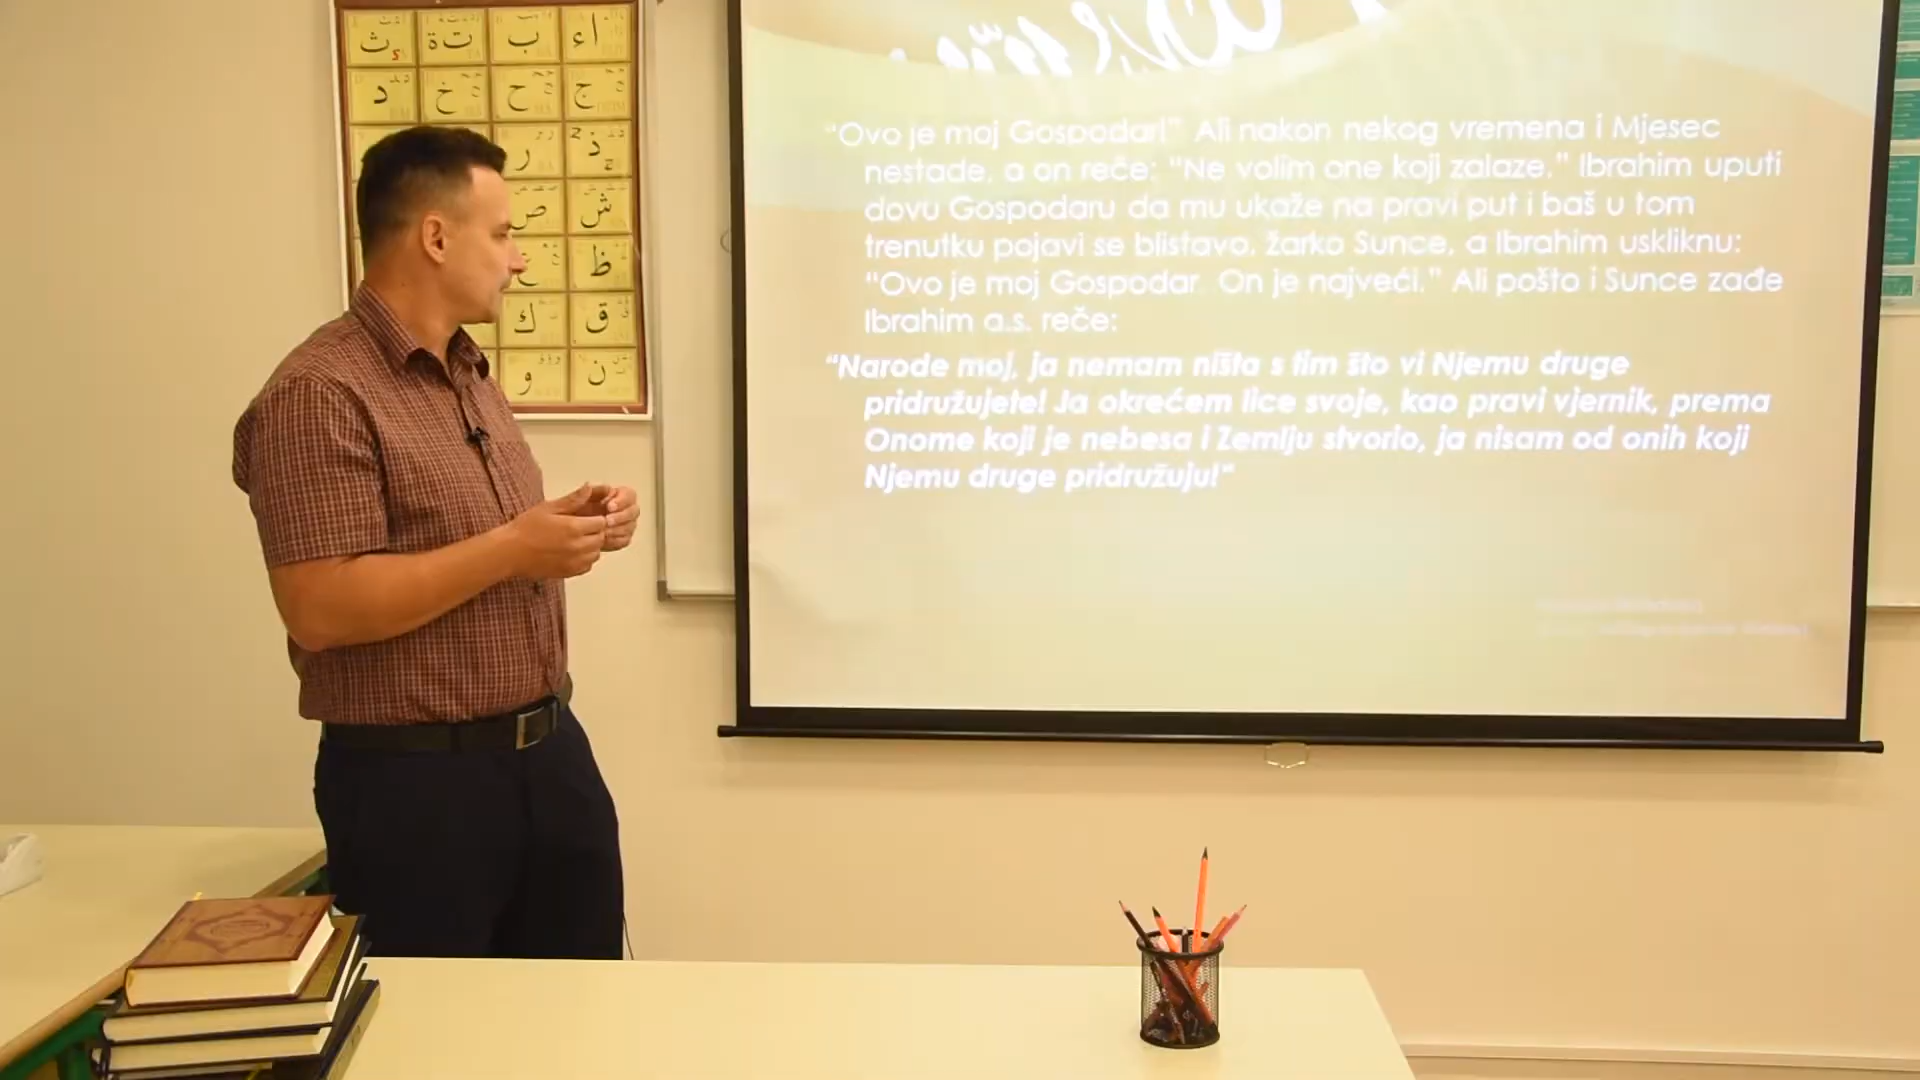 ا ء ب ت ة ث
ج ح خ د
ذ ر
ش ص
ظ ع
ق ك
ن و
“Ovo je moj Gospodar!” Ali nakon nekog vremena i Mjesec
nestade, a on reče: “Ne volim one koji zalaze.” Ibrahim uputi
dovu Gospodaru da mu ukaže na pravi put i baš u tom
trenutku pojavi se blistavo, žarko Sunce, a Ibrahim uskliknu:
“Ovo je moj Gospodar On je najveći.” Ali pošto i Sunce zađe
Ibrahim a.s. reče:
“Narode moj, ja nemam ništa s tim što vi Njemu druge
pridružujete! Ja okrećem lice svoje, kao pravi vjernik, prema
Onome koji je nebesa i Zemlju stvorio, ja nisam od onih koji
Njemu druge pridružuju!“